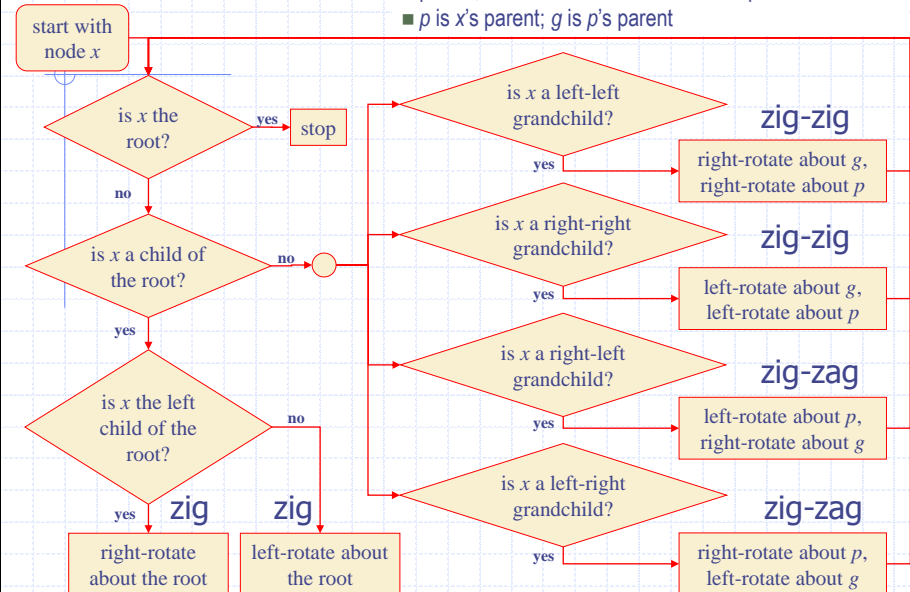 ■ p is x's parent; g is p's parent
start with
node x
is x the
root?
yes
stop
no
is x a child of
the root?
no
yes
is x the left
child of the
root?
no
yes
zig
zig
right-rotate
about the root
left-rotate about
the root
is x a left-left
grandchild?
yes
zig-zig
right-rotate about g,
right-rotate about p
is x a right-right
grandchild?
yes
zig-zig
left-rotate about g,
left-rotate about p
is x a right-left
grandchild?
yes
zig-zag
left-rotate about p,
right-rotate about g
is x a left-right
grandchild?
yes
zig-zag
right-rotate about p,
left-rotate about g